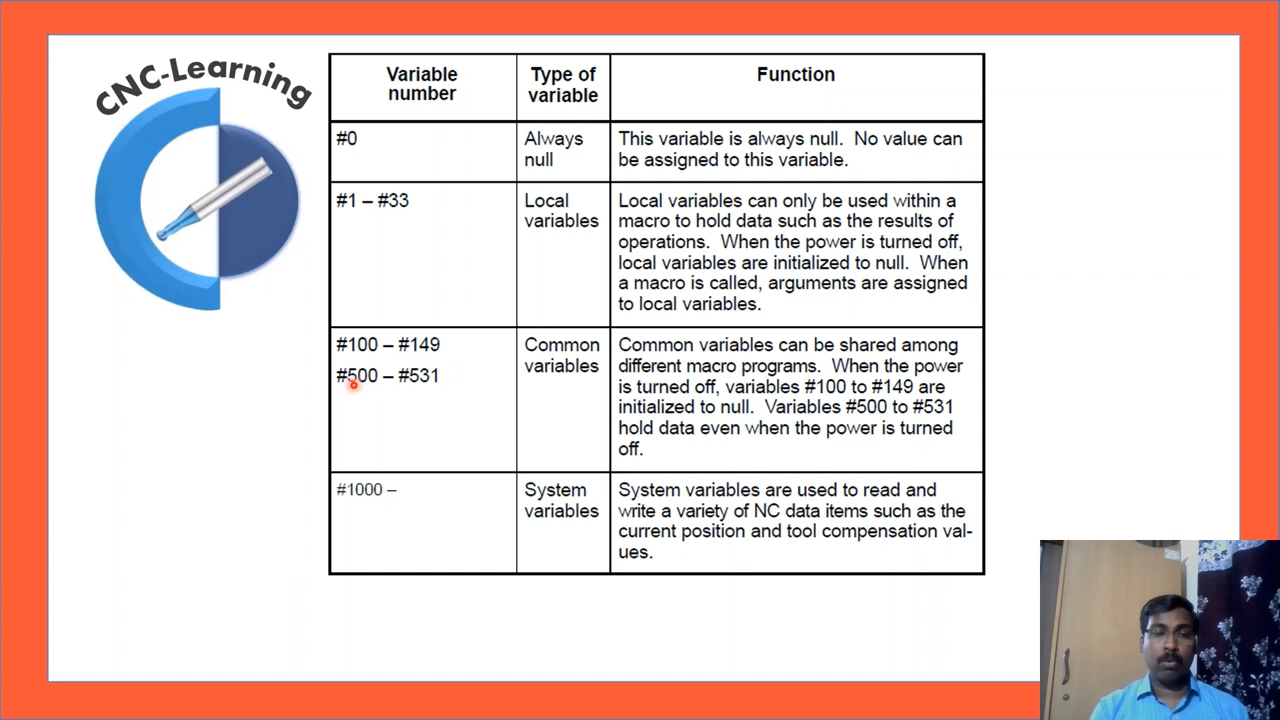 CNC-Learning
Variable
number
Type of
variable
Function
#0
Always
null
This variable is always null. No value can
be assigned to this variable.
#1 – #33
Local
variables
Local variables can only be used within a
macro to hold data such as the results of
operations. When the power is turned off,
local variables are initialized to null. When
a macro is called, arguments are assigned
to local variables.
#100 – #149
#500 – #531
Common
variables
Common variables can be shared among
different macro programs. When the power
is turned off, variables #100 to #149 are
initialized to null. Variables #500 to #531
hold data even when the power is turned
off.
#1000 –
System
variables
System variables are used to read and
write a variety of NC data items such as the
current position and tool compensation val-
ues.